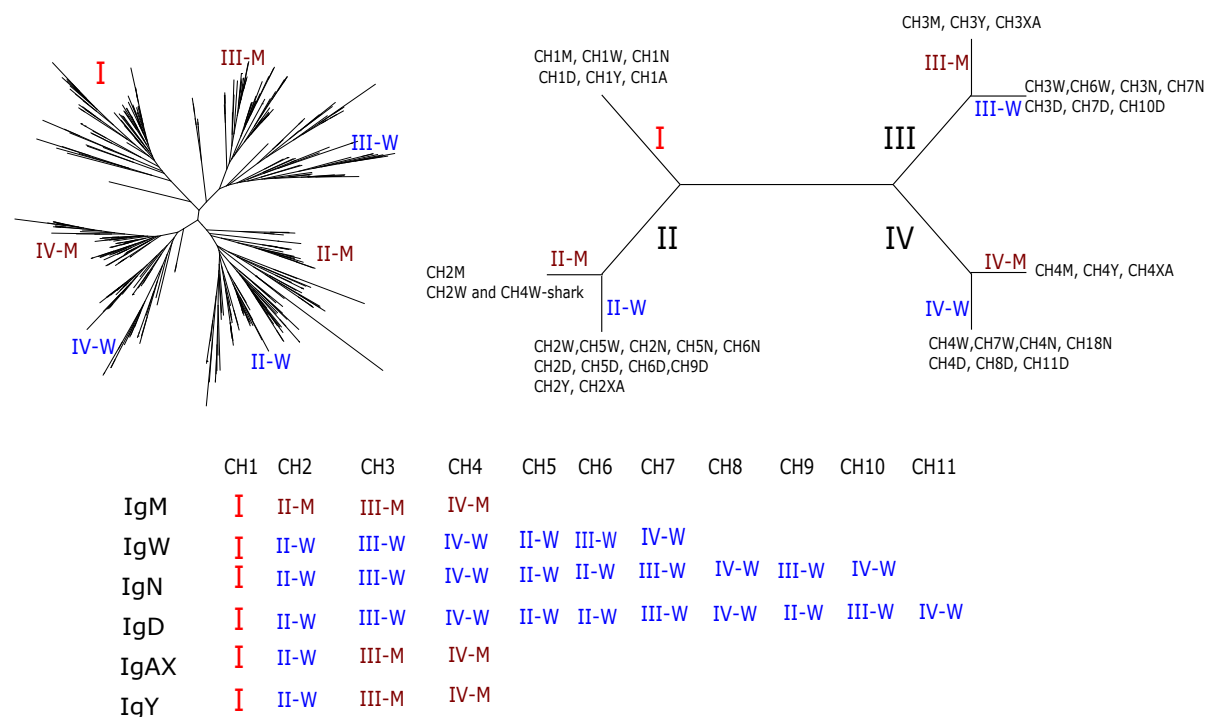 I
III-M
III-W
IV-M
II-M
IV-W
II-W
CH1M, CH1W, CH1N
CH1D, CH1Y, CH1A
I
II
II-M
CH2M
CH2W and CH4W-shark
II-W
CH2W,CH5W, CH2N, CH5N, CH6N
CH2D, CH5D, CH6D,CH9D
CH2Y, CH2XA
CH3M, CH3Y, CH3XA
III-M
CH3W,CH6W, CH3N, CH7N
CH3D, CH7D, CH10D
III-W
III
IV
IV-M
CH4M, CH4Y, CH4XA
IV-W
CH4W,CH7W,CH4N, CH18N
CH4D, CH8D, CH11D
CH1 CH2 CH3 CH4 CH5 CH6 CH7 CH8 CH9 CH10 CH11
IgM I II-M III-M IV-M
IgW I II-W III-W IV-W II-W III-W IV-W
IgN I II-W III-W IV-W II-W II-W III-W IV-W III-W IV-W
IgD I II-W III-W IV-W II-W II-W III-W IV-W II-W III-W IV-W
IgAX I II-W III-M IV-M
IgY I II-W III-M IV-M